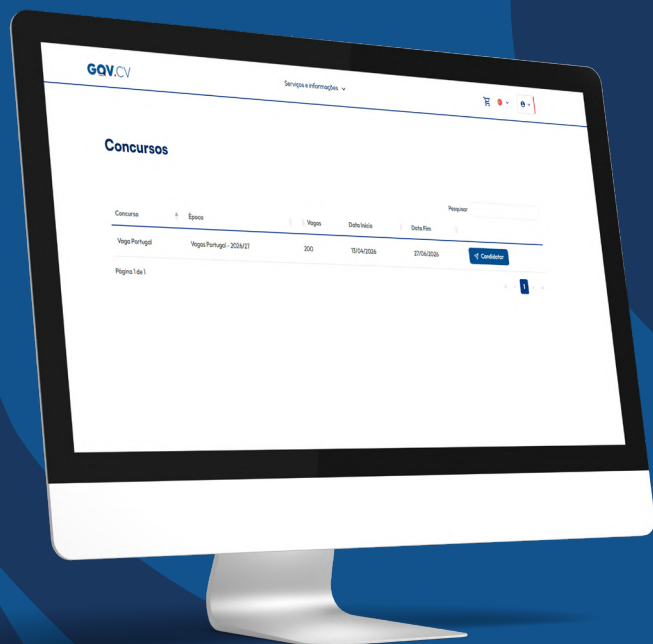 GOV.CV
Serviços e informações
Concursos
Pesquisar
Concurso Época Vagas Data Início Data Fim
Vaga Portugal Vagas Portugal - 2026/27 200 13/04/2026 27/06/2026 Candidatar
Página 1 de 1
1